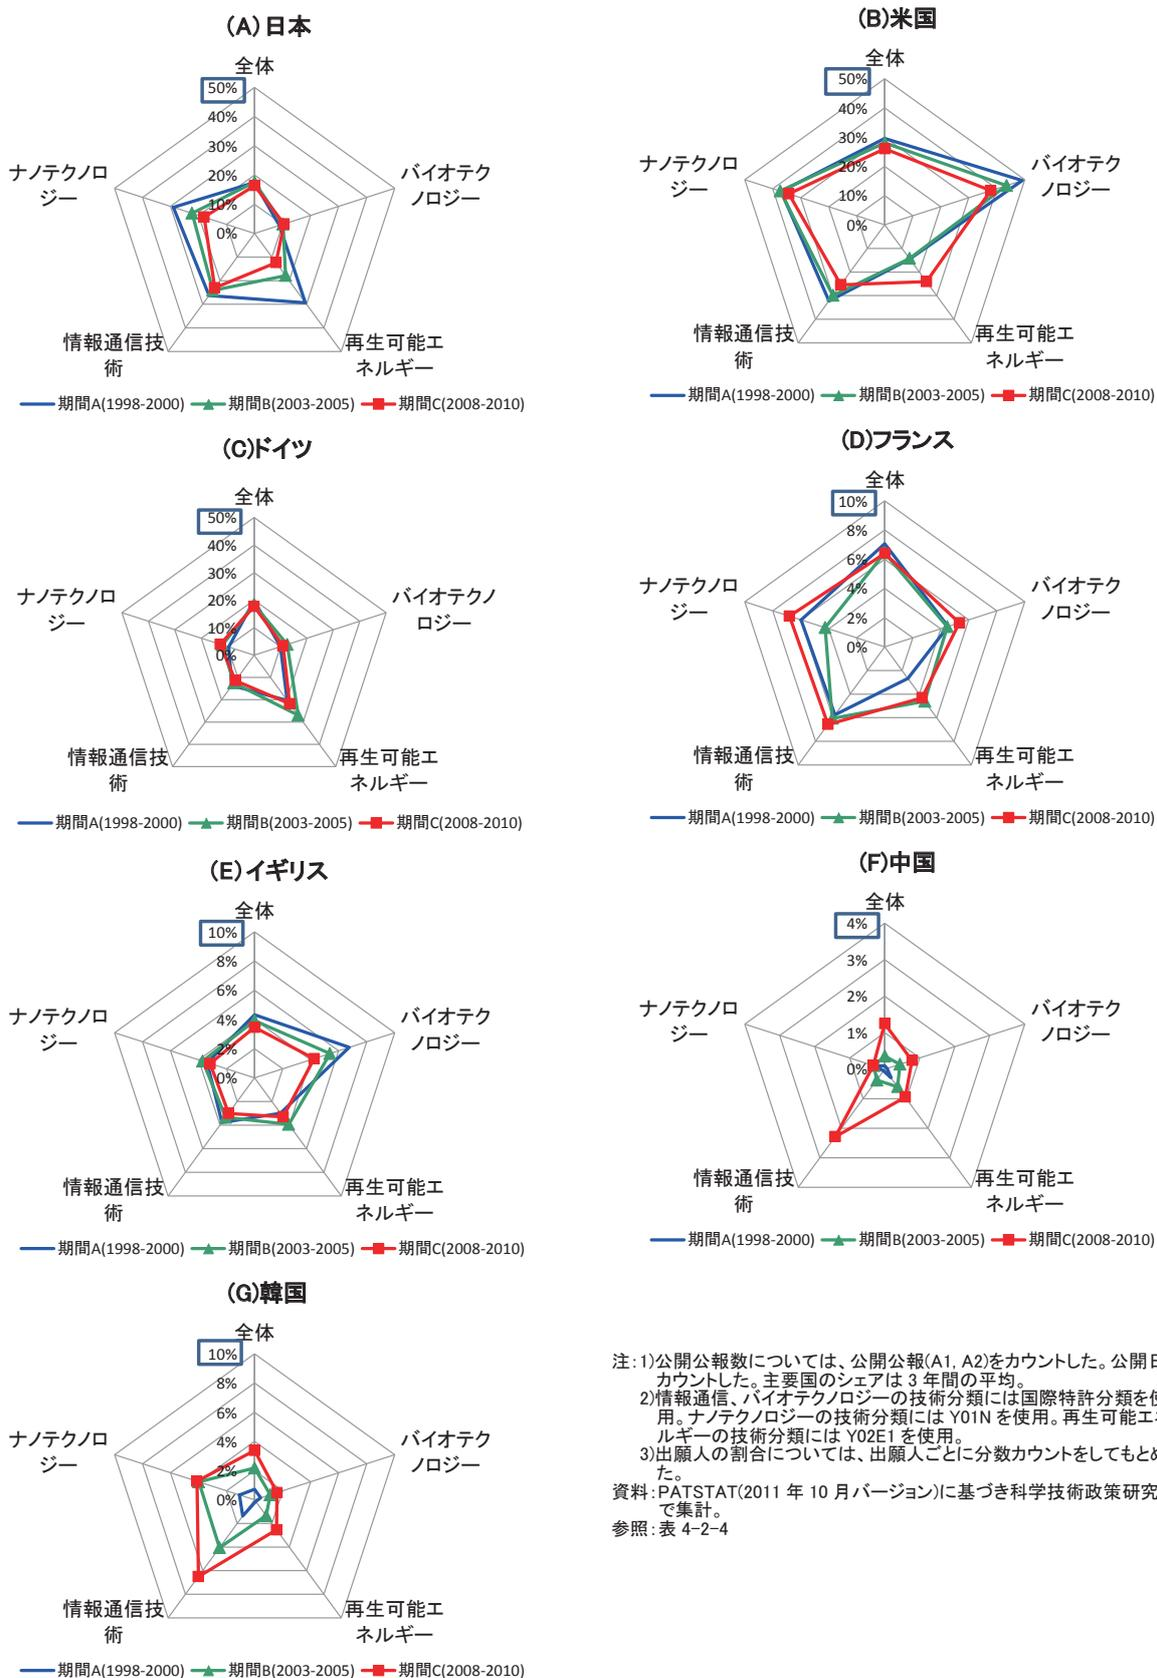 (A)日本
全体
50%
40%
30%
20%
10%
0%
ナノテクノロ
ジー
バイオテク
ノロジー
情報通信技
術
再生可能エ
ネルギー
期間A(1998-2000) 期間B(2003-2005) 期間C(2008-2010)
(B)米国
全体
50%
40%
30%
20%
10%
0%
ナノテクノロ
ジー
バイオテク
ノロジー
情報通信技
術
再生可能エ
ネルギー
期間A(1998-2000) 期間B(2003-2005) 期間C(2008-2010)
(C)ドイツ
全体
50%
40%
30%
20%
10%
0%
ナノテクノロ
ジー
バイオテクノ
ロジー
情報通信技
術
再生可能エ
ネルギー
期間A(1998-2000) 期間B(2003-2005) 期間C(2008-2010)
(D)フランス
全体
10%
8%
6%
4%
2%
0%
ナノテクノロ
ジー
バイオテク
ノロジー
情報通信技
術
再生可能エ
ネルギー
期間A(1998-2000) 期間B(2003-2005) 期間C(2008-2010)
(E)イギリス
全体
10%
8%
6%
4%
2%
0%
ナノテクノロ
ジー
バイオテク
ノロジー
情報通信技
術
再生可能エ
ネルギー
期間A(1998-2000) 期間B(2003-2005) 期間C(2008-2010)
(F)中国
全体
4%
3%
2%
1%
0%
ナノテクノロ
ジー
バイオテク
ノロジー
情報通信技
術
再生可能エ
ネルギー
期間A(1998-2000) 期間B(2003-2005) 期間C(2008-2010)
(G)韓国
全体
10%
8%
6%
4%
2%
0%
ナノテクノロ
ジー
バイオテク
ノロジー
情報通信技
術
再生可能エ
ネルギー
期間A(1998-2000) 期間B(2003-2005) 期間C(2008-2010)
注:1)公開公報数については、公開公報(A1, A2)をカウントした。公開
カウントした。主要国のシェアは 3 年間の平均。
2)情報通信、バイオテクノロジーの技術分類には国際特許分類を使
用。ナノテクノロジーの技術分類には Y01N を使用。再生可能エネ
ルギーの技術分類には Y02E1 を使用。
3)出願人の割合については、出願人ごとに分数カウントをしてもとめ
た。
資料:PATSTAT(2011 年 10 月バージョン)に基づき科学技術政策研究
で集計。
参照:表 4-2-4